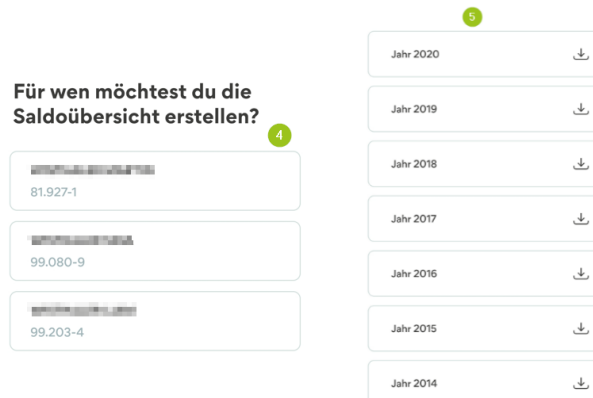 Für wen möchtest du die
Saldoübersicht erstellen?
4
81.927-1
99.080-9
99.203-4
5
Jahr 2020
Jahr 2019
Jahr 2018
Jahr 2017
Jahr 2016
Jahr 2015
Jahr 2014